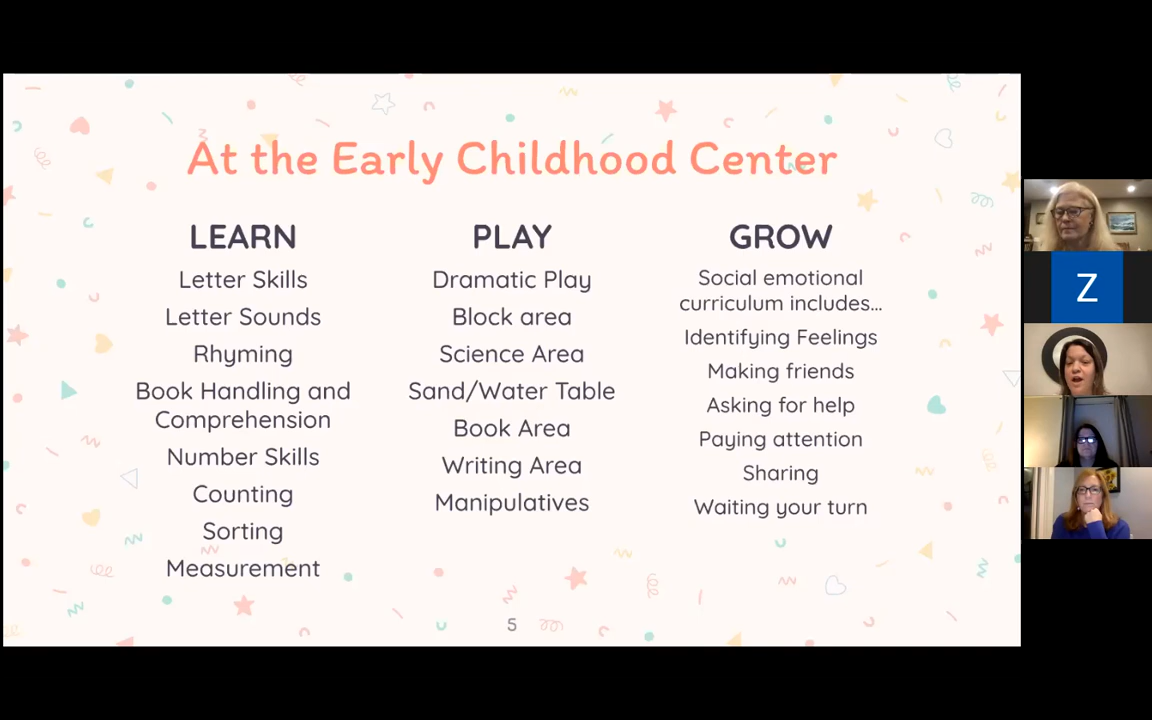 At the Early Childhood Center
LEARN
Letter Skills
Letter Sounds
Rhyming
Book Handling and
Comprehension
Number Skills
Counting
Sorting
Measurement
PLAY
Dramatic Play
Block area
Science Area
Sand/Water Table
Book Area
Writing Area
Manipulatives
GROW
Social emotional
curriculum includes...
Identifying Feelings
Making friends
Asking for help
Paying attention
Sharing
Waiting your turn
5
Z